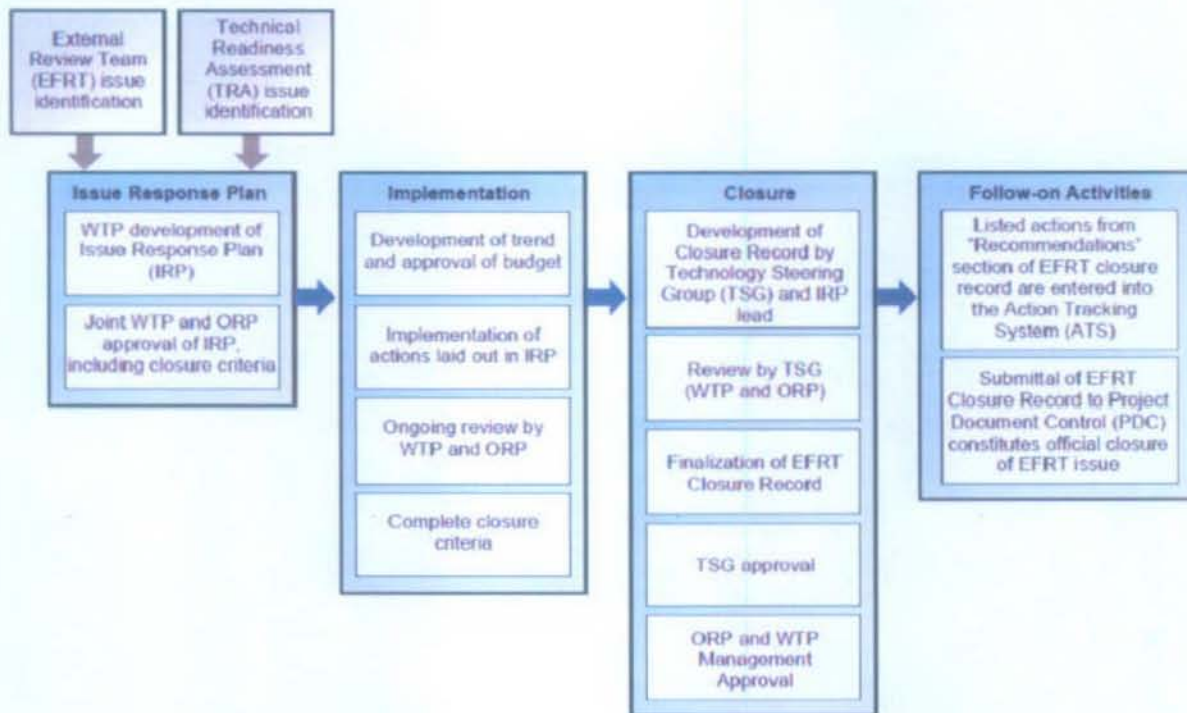 External
Review Team
(EFRT) issue
identification
Technical
Readiness
Assessment
(TRA) issue
identification
Issue Response Plan
WTP development of
Issue Response Plan
(IRP)
Joint WTP and ORP
approval of IRP,
including closure criteria
Implementation
Development of trend
and approval of budget
Implementation of
actions laid out in IRP
Ongoing review by
WTP and ORP
Complete closure
criteria
Closure
Development of
Closure Record by
Technology Steering
Group (TSG) and IRP
lead
Review by TSG
(WTP and ORP)
Finalization of EFRT
Closure Record
TSG approval
ORP and WTP
Management
Approval
Follow-on Activities
Listed actions from
"Recommendations"
section of EFRT closure
record are entered into
the Action Tracking
System (ATS)
Submittal of EFRT
Closure Record to Project
Document Control (PDC)
constitutes official closure
of EFRT issue